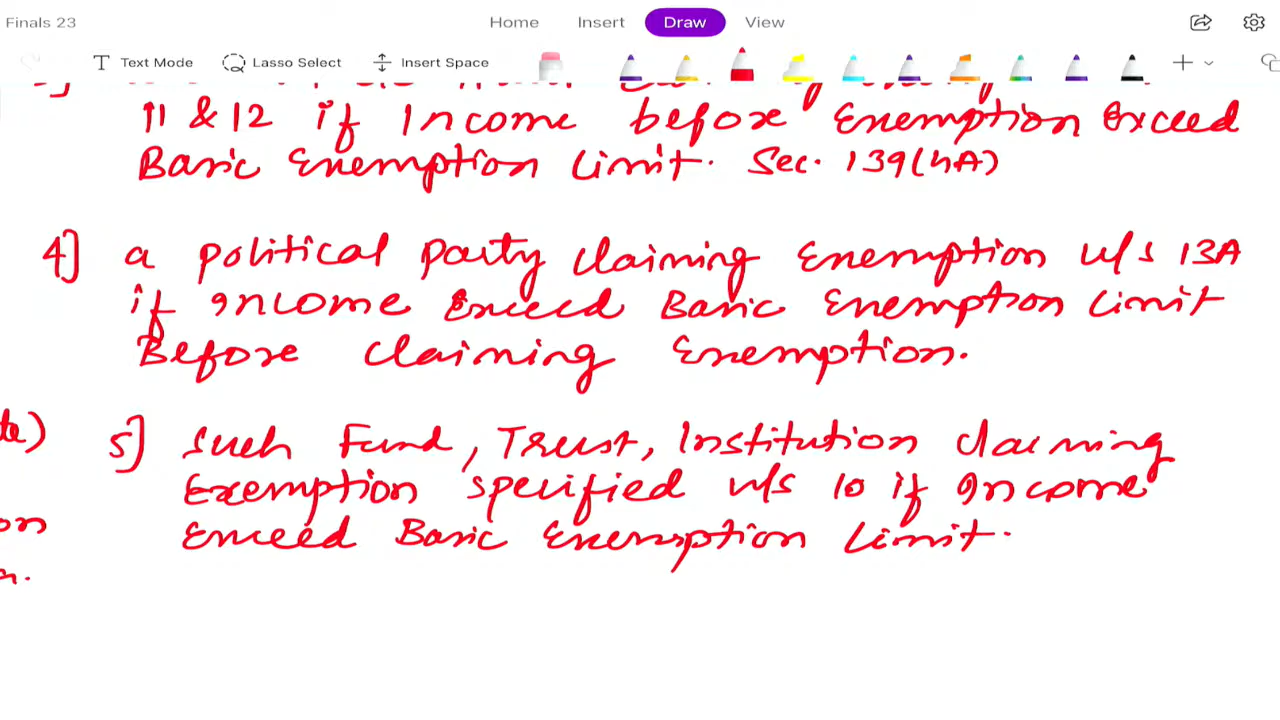 Finals 23
Home Insert Draw View
Text Mode Lasso Select Insert Space
11 & 12 if Income before Exemption Exceed
Basic Exemption Limit. Sec. 139(4A)
4] a political party claiming Exemption u/s 13A
if Income Exceed Basic Exemption Limit
Before claiming Exemption.
5] Such Fund, Trust, Institution claiming
Exemption specified u/s 10 if Income
Exceed Basic Exemption Limit.